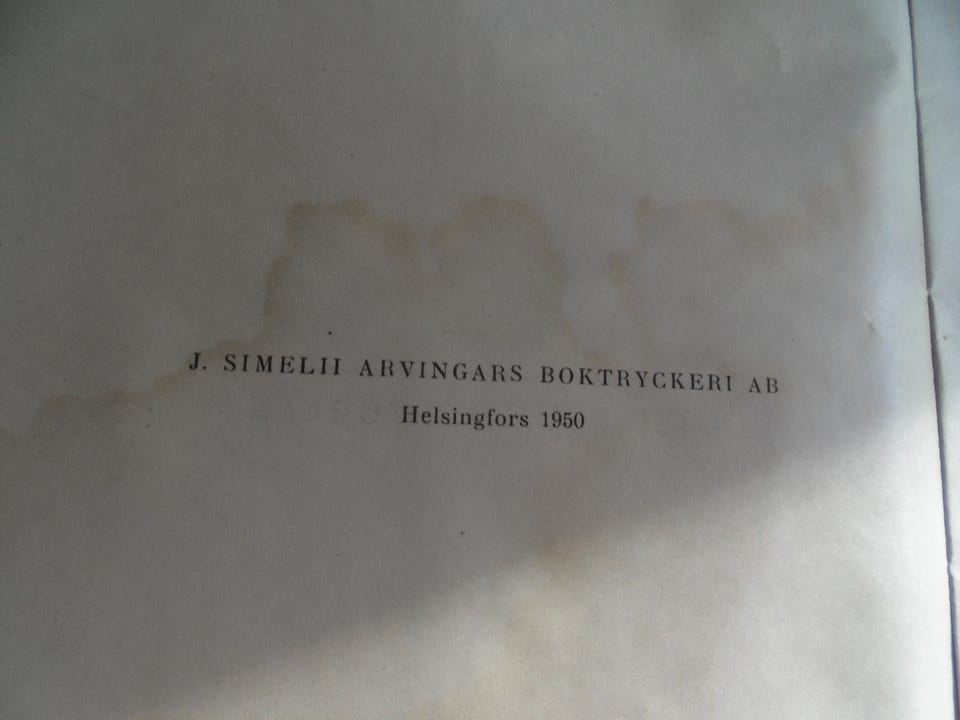 J. SIMELII ARVINGARS BOKTRYCKERI AB
Helsingfors 1950